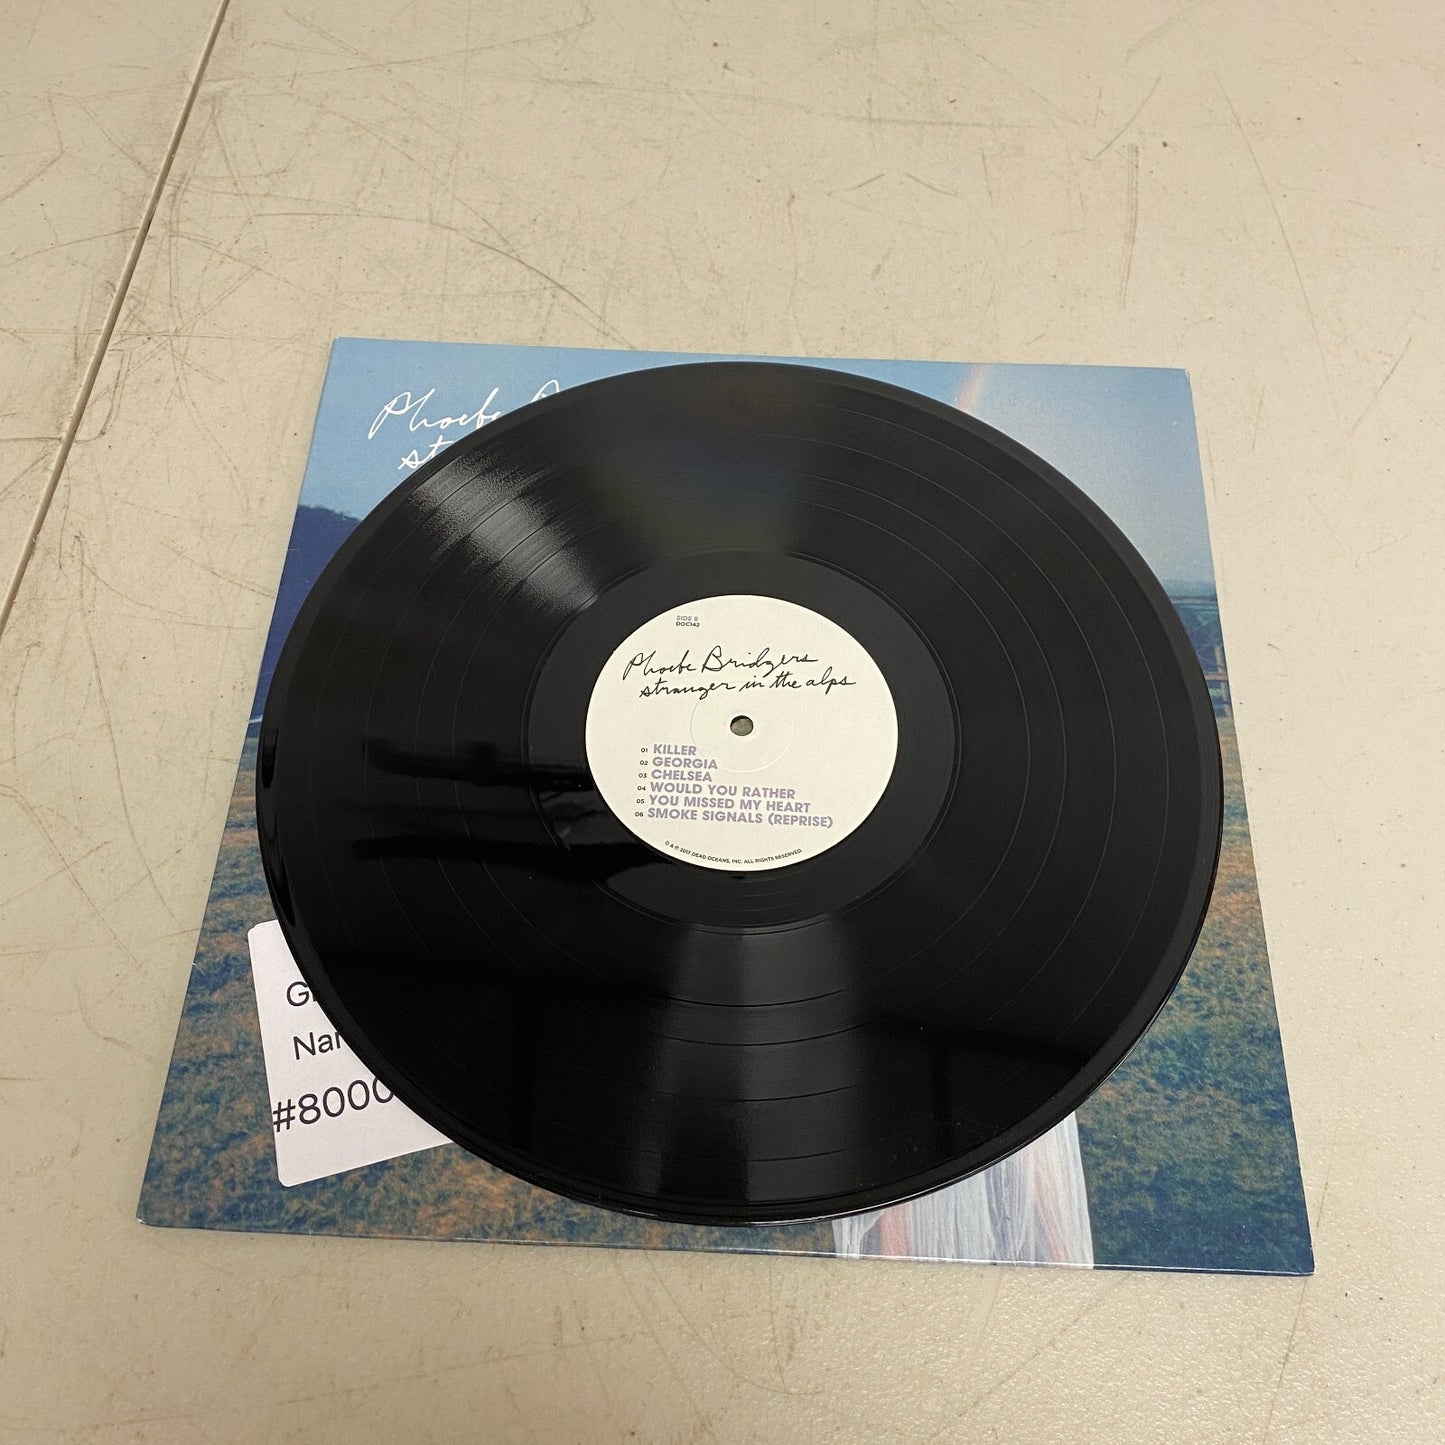 Phoebe
SIDE B
DOC142
Phoebe Bridgers
stranger in the alps
01 KILLER
02 GEORGIA
03 CHELSEA
04 WOULD YOU RATHER
05 YOU MISSED MY HEART
06 SMOKE SIGNALS (REPRISE)
© & ℗ 2017 DEAD OCEANS, INC. ALL RIGHTS RESERVED.
#8000